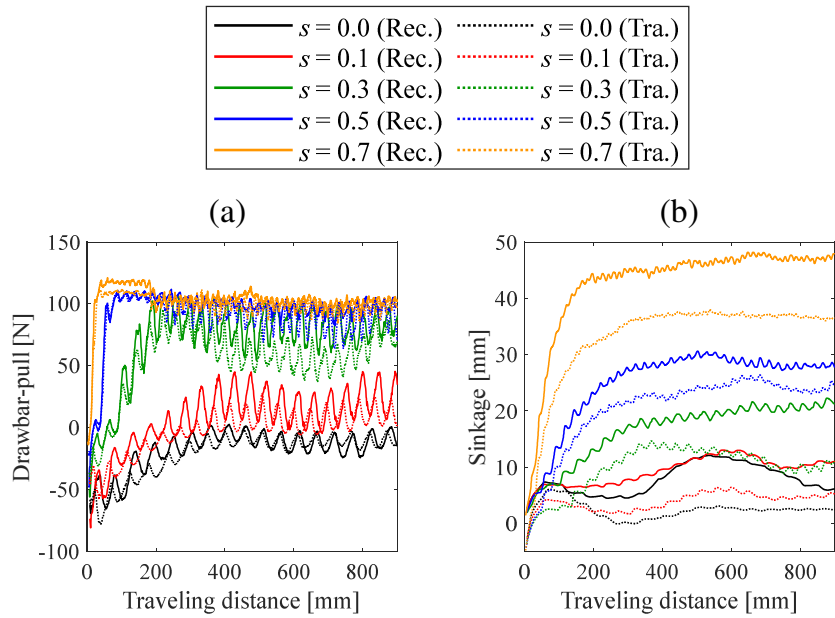 s = 0.0 (Rec.) s = 0.0 (Tra.)
s = 0.1 (Rec.) s = 0.1 (Tra.)
s = 0.3 (Rec.) s = 0.3 (Tra.)
s = 0.5 (Rec.) s = 0.5 (Tra.)
s = 0.7 (Rec.) s = 0.7 (Tra.)
(a)
150
100
50
0
-50
-100
Drawbar-pull [N]
0 200 400 600 800
Traveling distance [mm]
(b)
50
40
30
20
10
0
Sinkage [mm]
0 200 400 600 800
Traveling distance [mm]